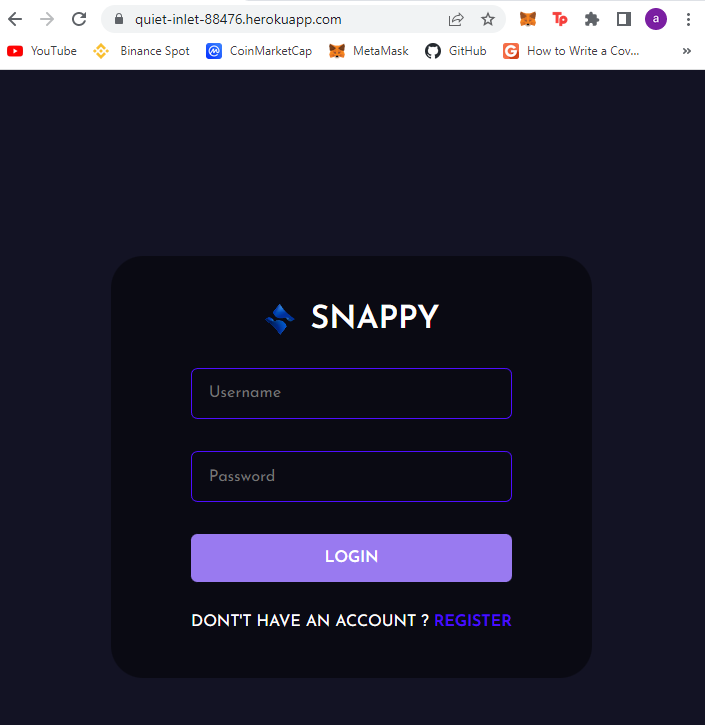 quiet-inlet-88476.herokuapp.com
Tp
a
YouTube
Binance Spot
CoinMarketCap
MetaMask
GitHub
How to Write a Cov...
»
SNAPPY
Username
Password
LOGIN
DONT'T HAVE AN ACCOUNT ? REGISTER